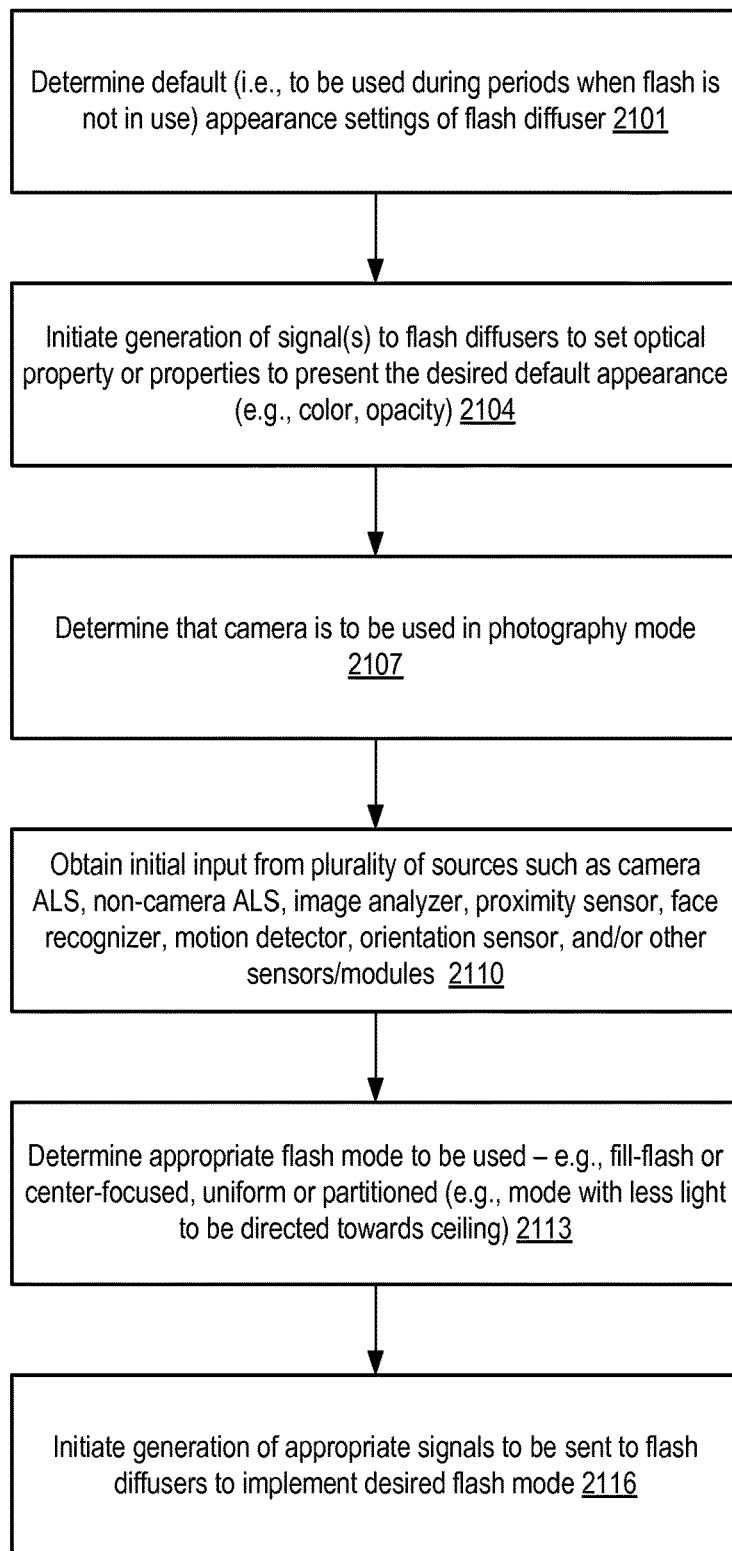 Determine default (i.e., to be used during periods when flash is
not in use) appearance settings of flash diffuser 2101
Initiate generation of signal(s) to flash diffusers to set optical
property or properties to present the desired default appearance
(e.g., color, opacity) 2104
Determine that camera is to be used in photography mode
2107
Obtain initial input from plurality of sources such as camera
ALS, non-camera ALS, image analyzer, proximity sensor, face
recognizer, motion detector, orientation sensor, and/or other
sensors/modules 2110
Determine appropriate flash mode to be used – e.g., fill-flash or
center-focused, uniform or partitioned (e.g., mode with less light
to be directed towards ceiling) 2113
Initiate generation of appropriate signals to be sent to flash
diffusers to implement desired flash mode 2116